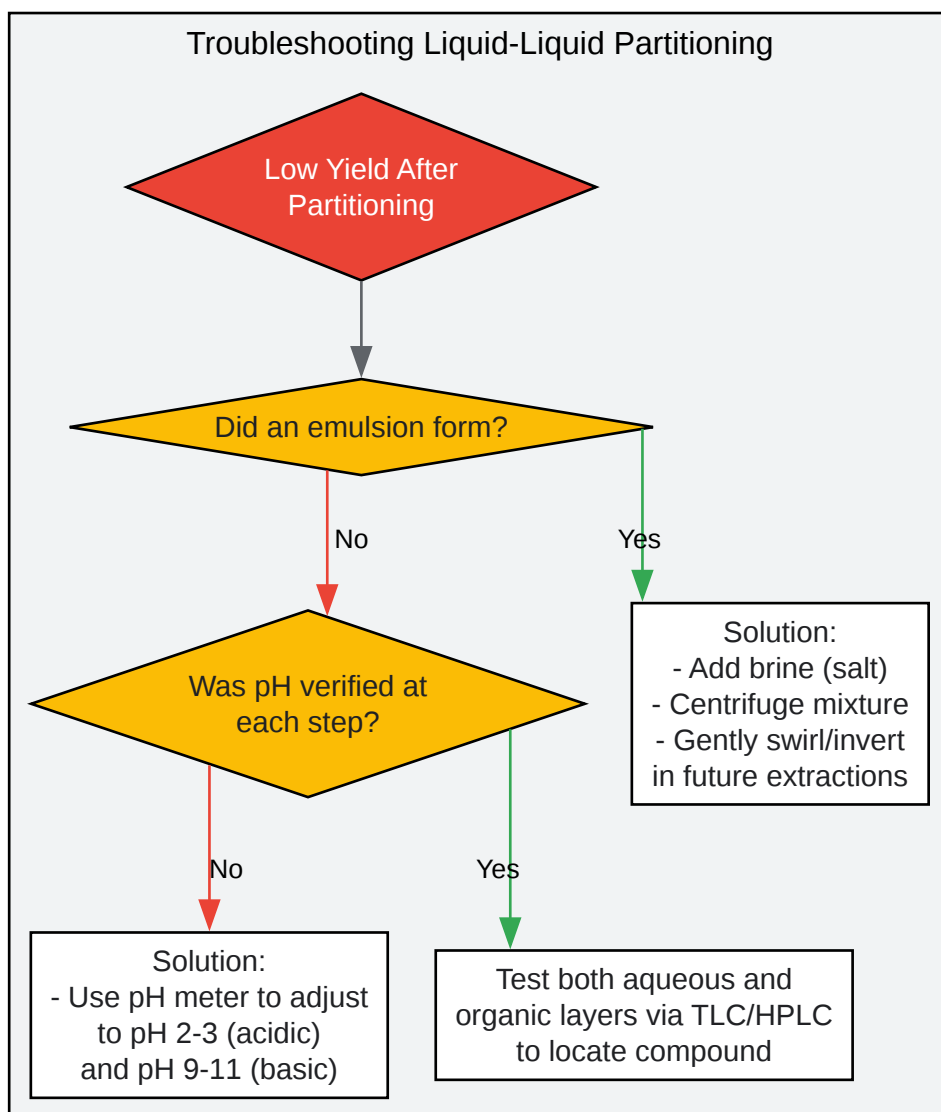 Troubleshooting Liquid-Liquid Partitioning
Low Yield After
Partitioning
Did an emulsion form?
No
Yes
Solution:
- Add brine (salt)
- Centrifuge mixture
- Gently swirl/invert
in future extractions
Was pH verified at
each step?
No
Yes
Solution:
- Use pH meter to adjust
to pH 2-3 (acidic)
and pH 9-11 (basic)
Test both aqueous and
organic layers via TLC/HPLC
to locate compound